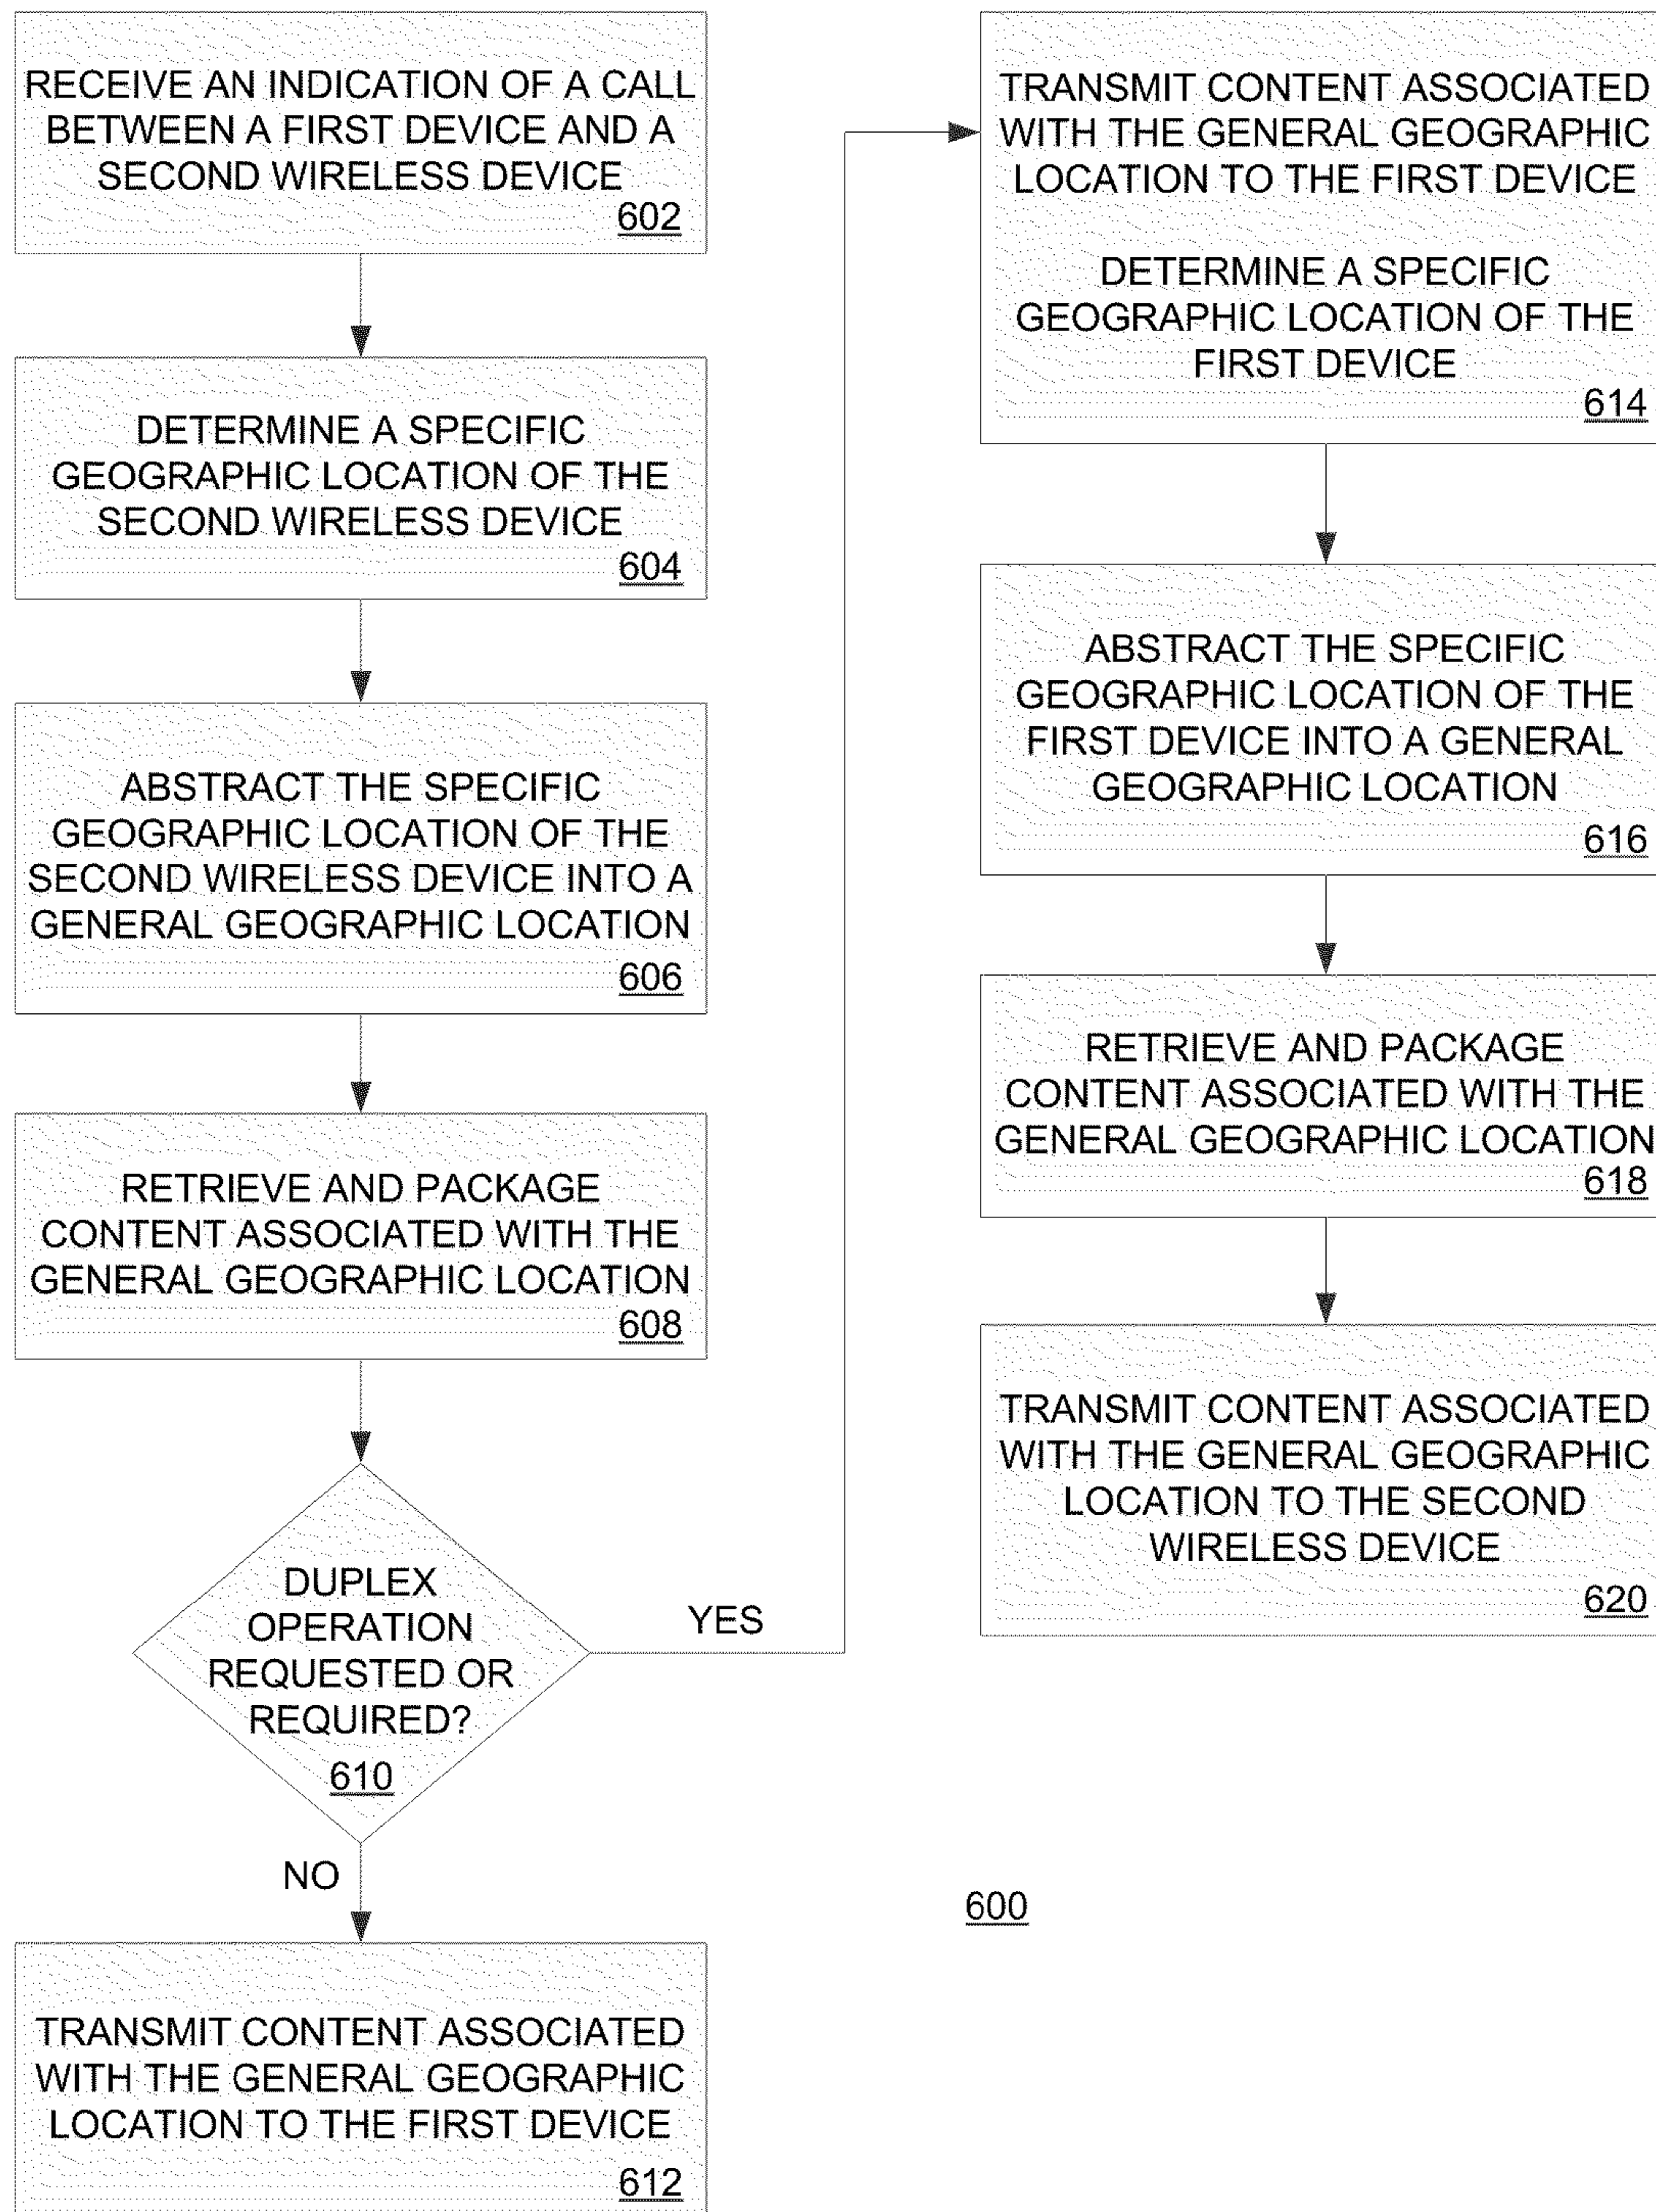 RECEIVE AN INDICATION OF A CALL
BETWEEN A FIRST DEVICE AND A
SECOND WIRELESS DEVICE
602
DETERMINE A SPECIFIC
GEOGRAPHIC LOCATION OF THE
SECOND WIRELESS DEVICE
604
ABSTRACT THE SPECIFIC
GEOGRAPHIC LOCATION OF THE
SECOND WIRELESS DEVICE INTO A
GENERAL GEOGRAPHIC LOCATION
606
RETRIEVE AND PACKAGE
CONTENT ASSOCIATED WITH THE
GENERAL GEOGRAPHIC LOCATION
608
DUPLEX
OPERATION
REQUESTED OR
REQUIRED?
610
YES
NO
TRANSMIT CONTENT ASSOCIATED
WITH THE GENERAL GEOGRAPHIC
LOCATION TO THE FIRST DEVICE
612
TRANSMIT CONTENT ASSOCIATED
WITH THE GENERAL GEOGRAPHIC
LOCATION TO THE FIRST DEVICE
DETERMINE A SPECIFIC
GEOGRAPHIC LOCATION OF THE
FIRST DEVICE
614
ABSTRACT THE SPECIFIC
GEOGRAPHIC LOCATION OF THE
FIRST DEVICE INTO A GENERAL
GEOGRAPHIC LOCATION
616
RETRIEVE AND PACKAGE
CONTENT ASSOCIATED WITH THE
GENERAL GEOGRAPHIC LOCATION
618
TRANSMIT CONTENT ASSOCIATED
WITH THE GENERAL GEOGRAPHIC
LOCATION TO THE SECOND
WIRELESS DEVICE
620
600